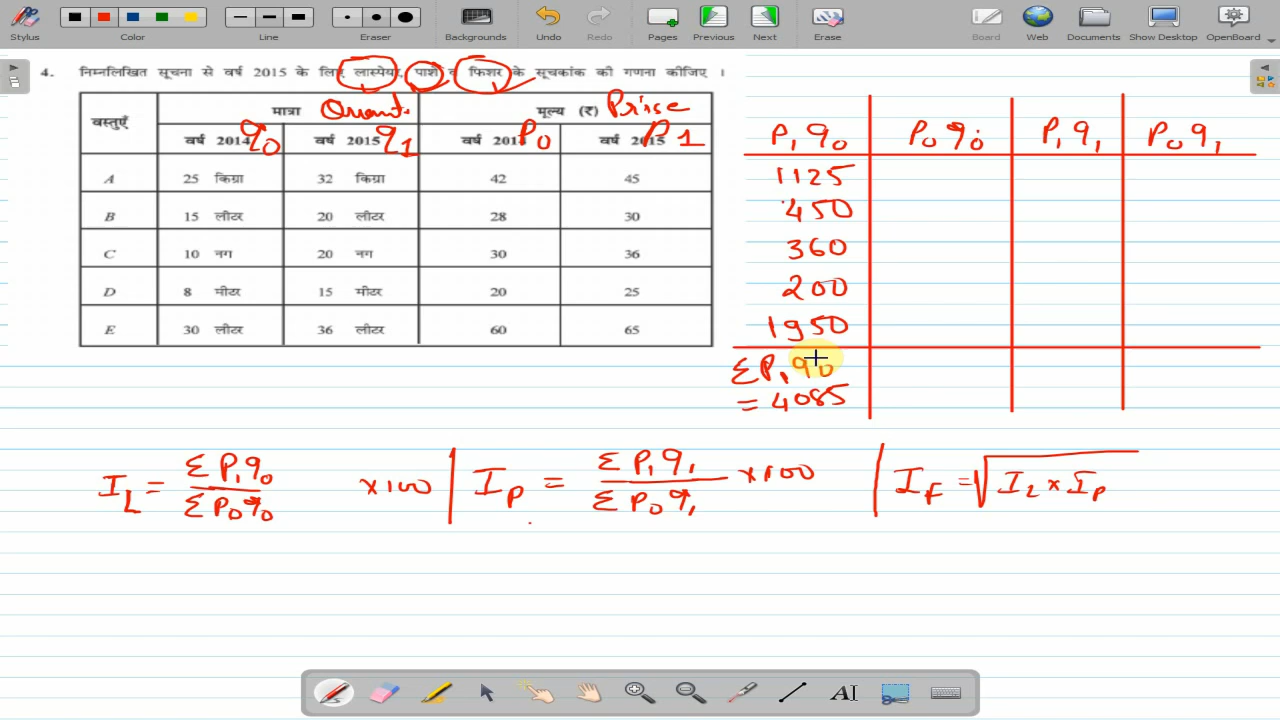 Stylus Color Line Eraser Backgrounds Undo Redo Pages Previous Next Erase Board Web Documents Show Desktop OpenBoard
4. निम्नलिखित सूचना से वर्ष 2015 के लिए लास्पेयर, पाशे व फिशर के सूचकांक की गणना कीजिए ।
वस्तुएँ मात्रा Quant. मूल्य (₹) Price
वर्ष 2014 q0 वर्ष 2015 q1 वर्ष 2014 P0 वर्ष 2015 P1
A 25 किग्रा 32 किग्रा 42 45
B 15 लीटर 20 लीटर 28 30
C 10 नग 20 नग 30 36
D 8 मीटर 15 मीटर 20 25
E 30 लीटर 36 लीटर 60 65
P1q0 P0q0 P1q1 P0q1
1125
450
360
200
1950
ΣP1q0
= 4085
IL = ΣP1q0 / ΣP0q0 ×100
IP = ΣP1q1 / ΣP0q1 ×100
IF = √IL × IP
AI